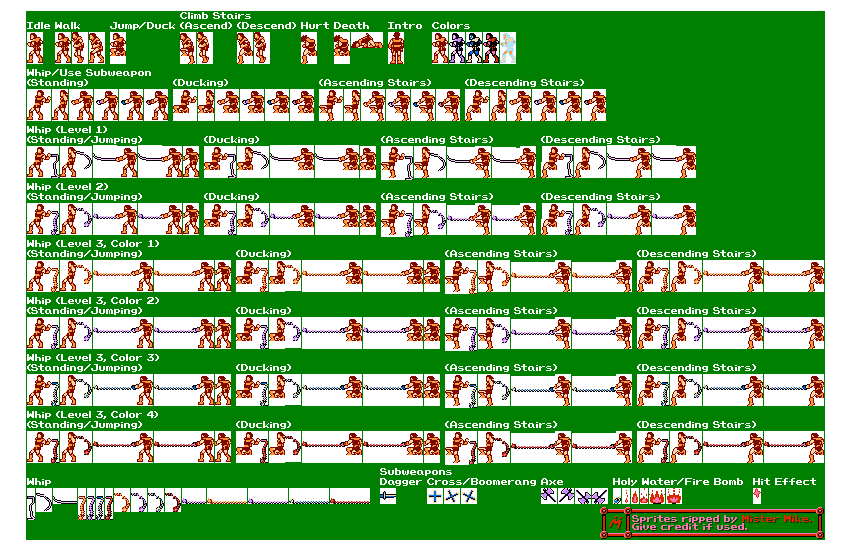 Climb Stairs
Idle Walk Jump/Duck (Ascend) (Descend) Hurt Death Intro Colors
Whip/Use Subweapon
(Standing) (Ducking) (Ascending Stairs) (Descending Stairs)
Whip (Level 1)
(Standing/Jumping) (Ducking) (Ascending Stairs) (Descending Stairs)
Whip (Level 2)
(Standing/Jumping) (Ducking) (Ascending Stairs) (Descending Stairs)
Whip (Level 3, Color 1)
(Standing/Jumping) (Ducking) (Ascending Stairs) (Descending Stairs)
Whip (Level 3, Color 2)
(Standing/Jumping) (Ducking) (Ascending Stairs) (Descending Stairs)
Whip (Level 3, Color 3)
(Standing/Jumping) (Ducking) (Ascending Stairs) (Descending Stairs)
Whip (Level 3, Color 4)
(Standing/Jumping) (Ducking) (Ascending Stairs) (Descending Stairs)
Subweapons
Whip Dagger Cross/Boomerang Axe Holy Water/Fire Bomb Hit Effect
M Sprites ripped by Mister Mike.
Give credit if used.